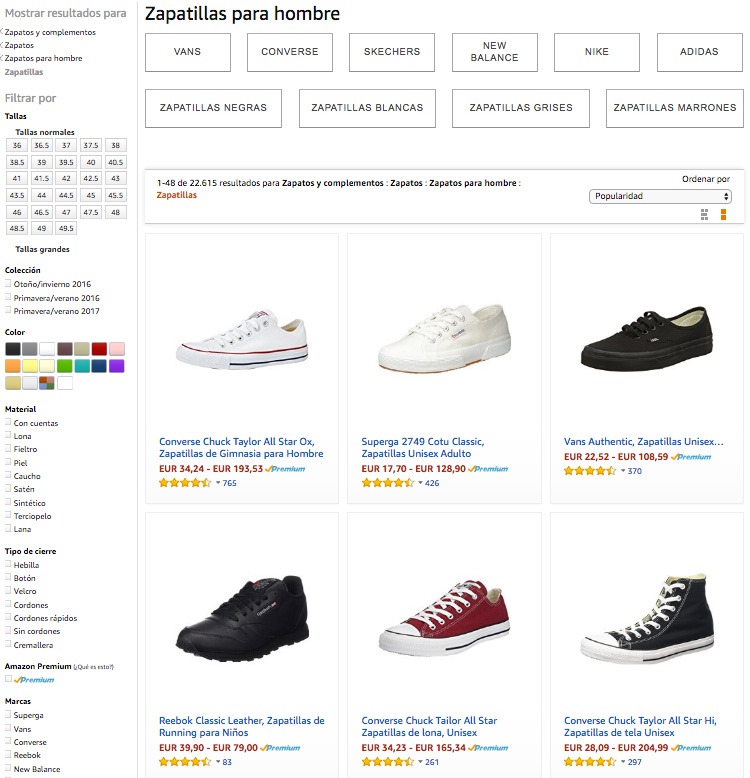 Mostrar resultados para
Zapatos y complementos
Zapatos
Zapatos para hombre
Zapatillas
Filtrar por
Tallas
Tallas normales
36 36.5 37 37.5 38
38.5 39 39.5 40 40.5
41 41.5 42 42.5 43
43.5 44 44.5 45 45.5
46 46.5 47 47.5 48
48.5 49 49.5
Tallas grandes
Colección
Otoño/invierno 2016
Primavera/verano 2016
Primavera/verano 2017
Color
Material
Con cuentas
Lona
Fieltro
Piel
Caucho
Satén
Sintético
Terciopelo
Lana
Tipo de cierre
Hebilla
Botón
Velcro
Cordones
Cordones rápidos
Sin cordones
Cremallera
Amazon Premium (¿Qué es esto?)
Premium
Marcas
Superga
Vans
Converse
Reebok
New Balance
Zapatillas para hombre
VANS
CONVERSE
SKECHERS
NEW
BALANCE
NIKE
ADIDAS
ZAPATILLAS NEGRAS
ZAPATILLAS BLANCAS
ZAPATILLAS GRISES
ZAPATILLAS MARRONES
1-48 de 22.615 resultados para Zapatos y complementos : Zapatos : Zapatos para hombre :
Zapatillas
Ordenar por
Popularidad
Converse Chuck Taylor All Star Ox,
Zapatillas de Gimnasia para Hombre
EUR 34,24 - EUR 193,53 Premium
765
Superga 2749 Cotu Classic,
Zapatillas Unisex Adulto
EUR 17,70 - EUR 128,90 Premium
426
Vans Authentic, Zapatillas Unisex...
EUR 22,52 - EUR 108,59 Premium
370
Reebok Classic Leather, Zapatillas de
Running para Niños
EUR 39,90 - EUR 79,00 Premium
83
Converse Chuck Tailor All Star
Zapatillas de lona, Unisex
EUR 34,23 - EUR 165,34 Premium
261
Converse Chuck Taylor All Star Hi,
Zapatillas de tela Unisex
EUR 28,09 - EUR 204,99 Premium
297